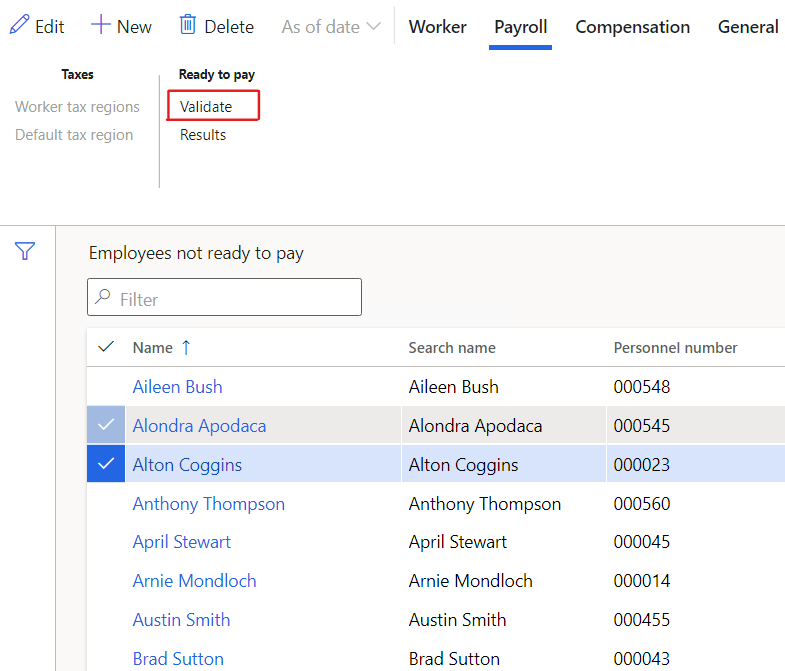 Edit New Delete As of date Worker Payroll Compensation General
Taxes Ready to pay
Worker tax regions Validate
Default tax region Results
Employees not ready to pay
Filter
Name Search name Personnel number
Aileen Bush Aileen Bush 000548
Alondra Apodaca Alondra Apodaca 000545
Alton Coggins Alton Coggins 000023
Anthony Thompson Anthony Thompson 000560
April Stewart April Stewart 000045
Arnie Mondloch Arnie Mondloch 000014
Austin Smith Austin Smith 000455
Brad Sutton Brad Sutton 000043